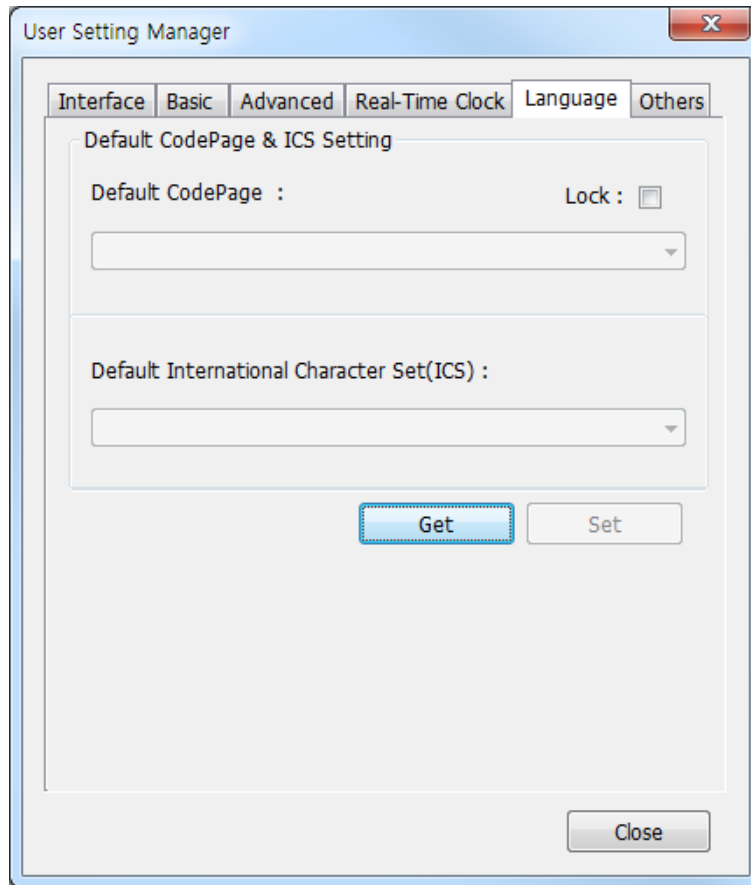 User Setting Manager
Interface Basic Advanced Real-Time Clock Language Others
Default CodePage & ICS Setting
Default CodePage : Lock :
Default International Character Set(ICS) :
Get Set
Close